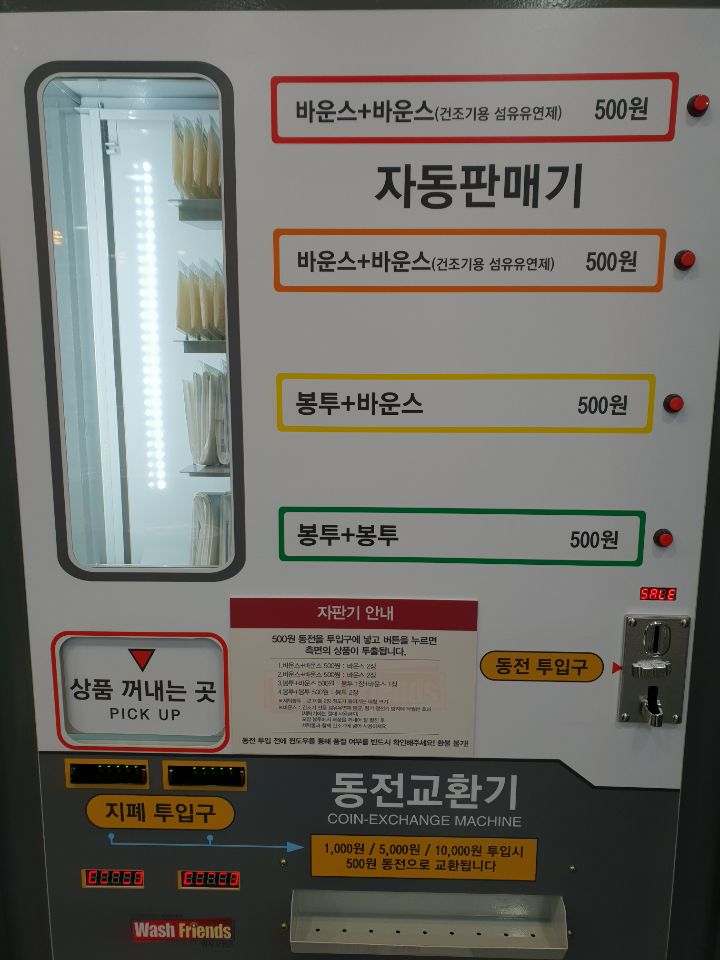 바운스+바운스(건조기용 섬유유연제) 500원
자동판매기
바운스+바운스(건조기용 섬유유연제) 500원
봉투+바운스 500원
봉투+봉투 500원
SALE
자판기 안내
500원 동전을 투입구에 넣고 버튼을 누르면
측면의 상품이 투출됩니다.
1.바운스+바운스 500원 : 바운스 2장
2.바운스+바운스 500원 : 바운스 2장
3.봉투+바운스 500원 : 봉투 1장+바운스 1장
4.봉투+봉투 500원 : 봉투 2장
동전 투입 전에 윈도우를 통해 품절 여부를 반드시 확인해주세요! 환불 불가!
동전 투입구
상품 꺼내는 곳
PICK UP
지폐 투입구
동전교환기
COIN-EXCHANGE MACHINE
1,000원 / 5,000원 / 10,000원 투입시
500원 동전으로 교환됩니다
Wash Friends